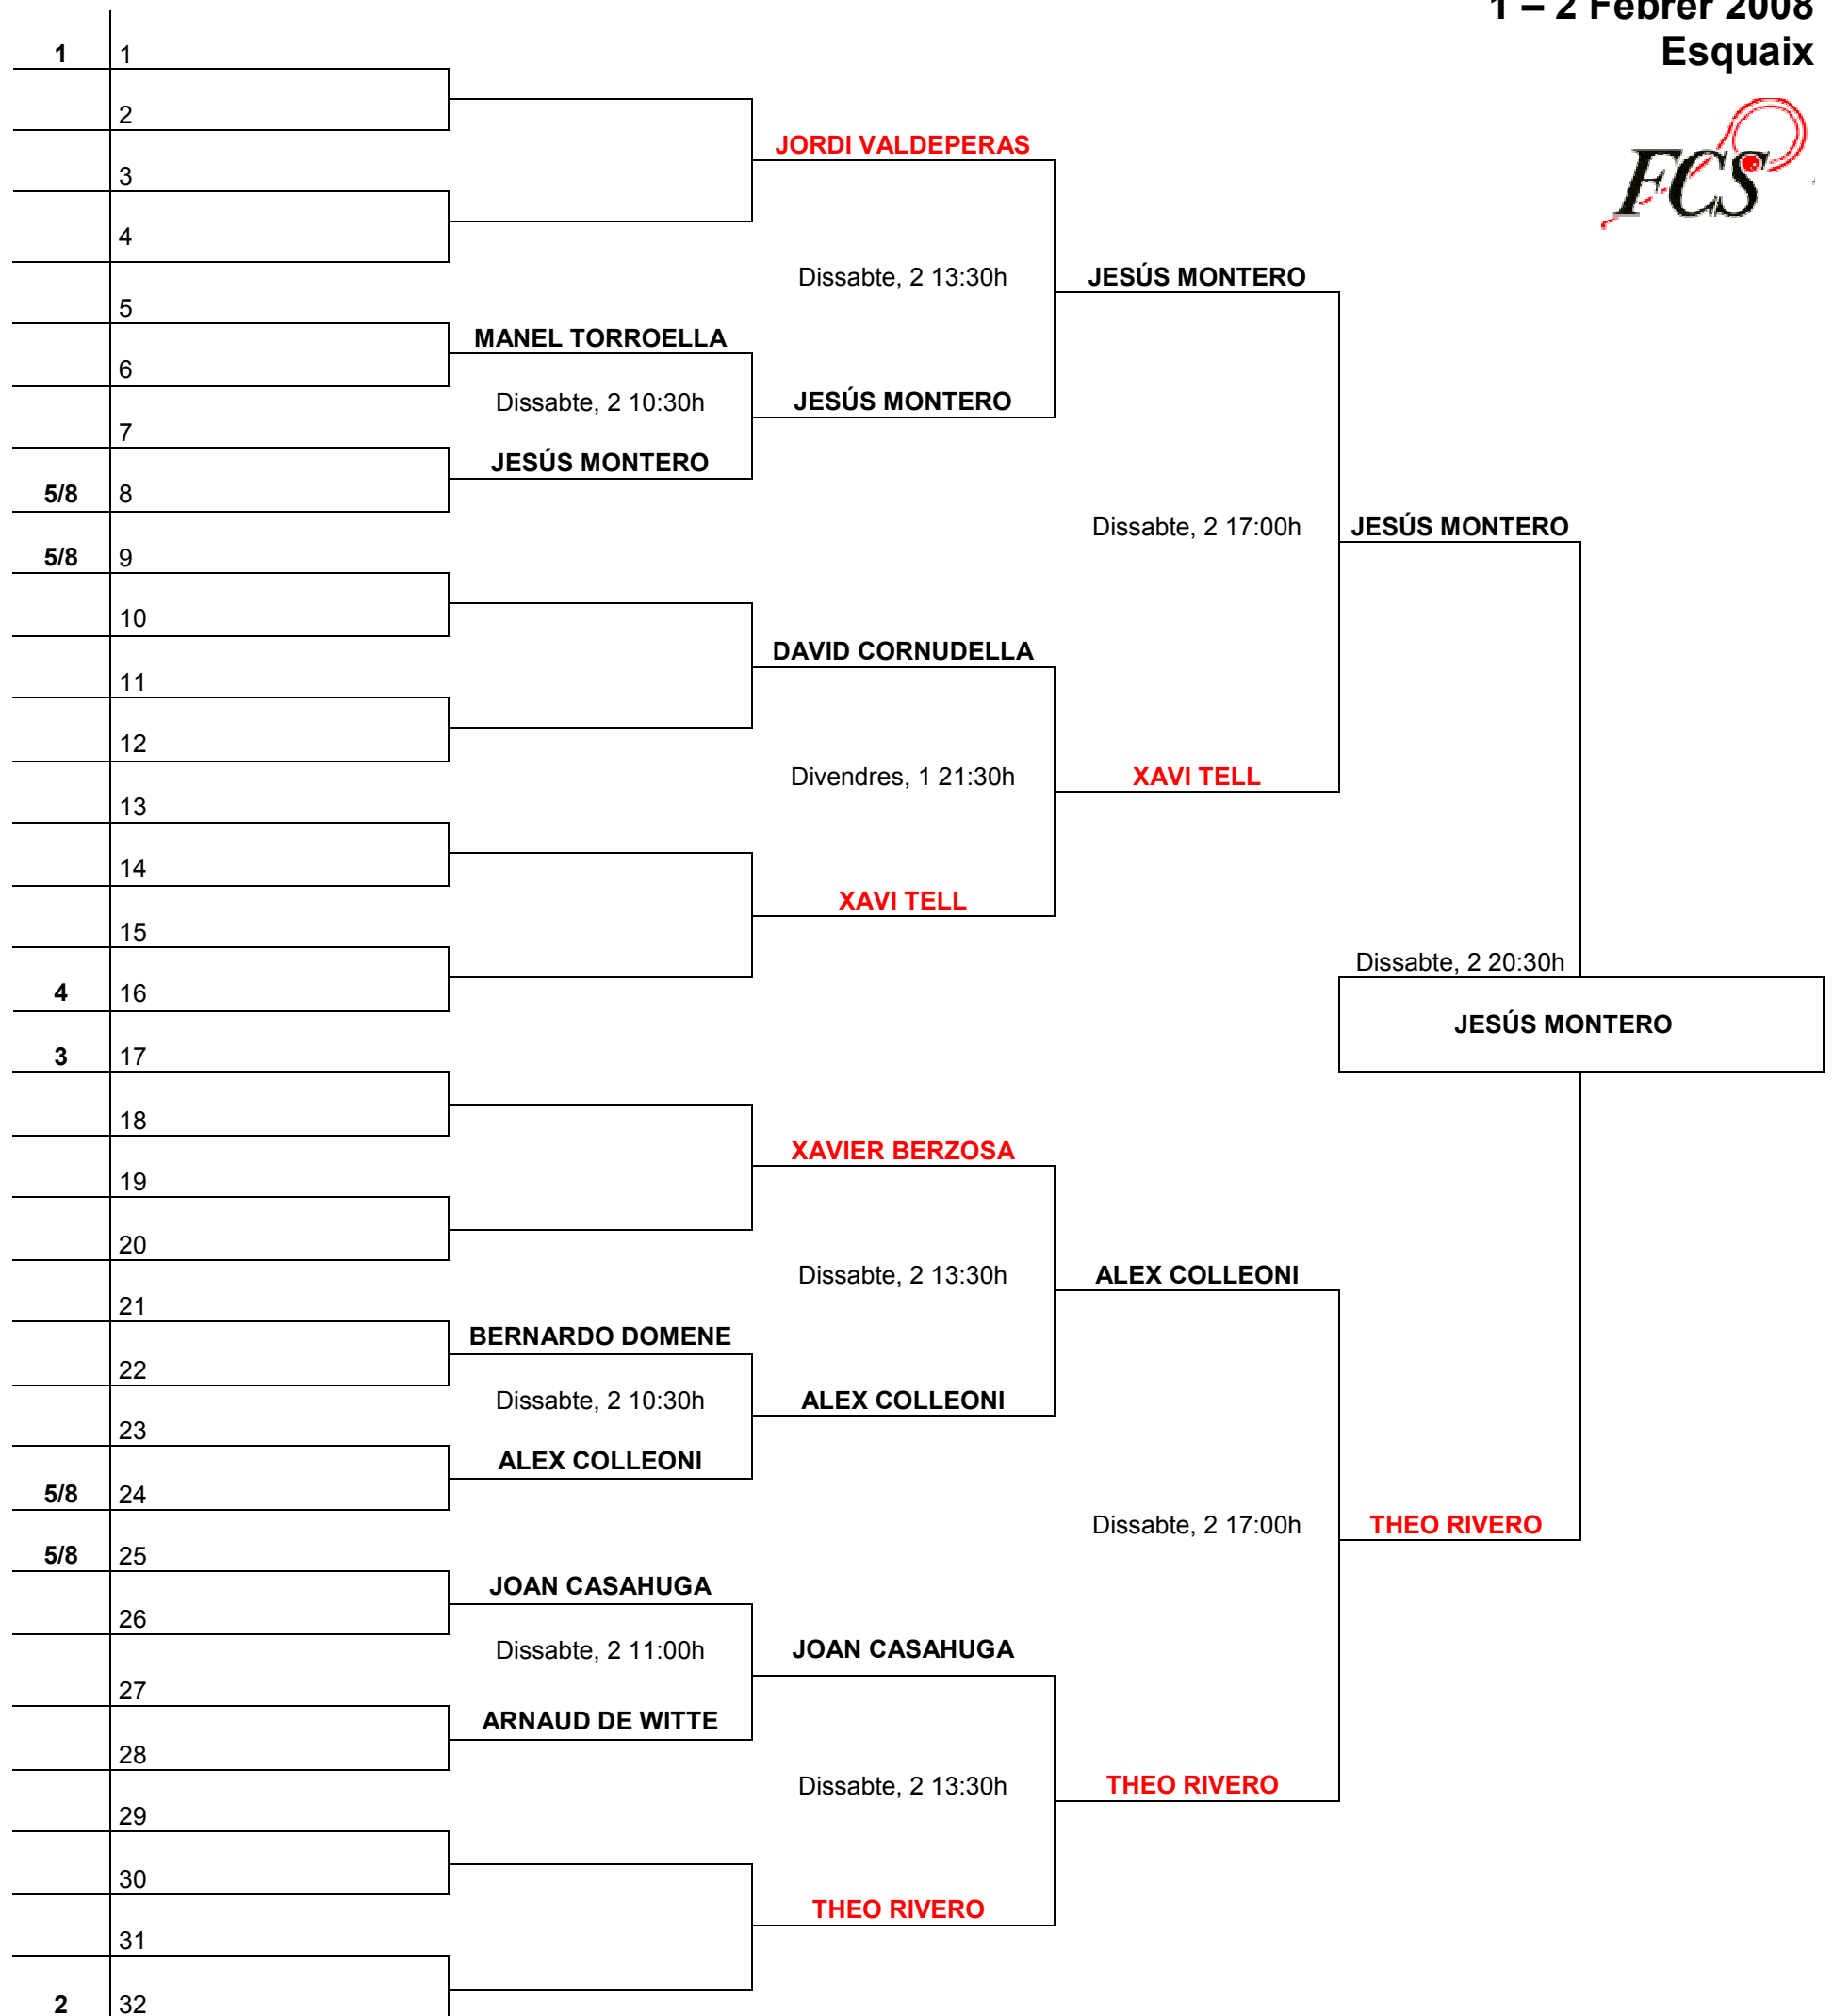 1 – 2 Febrer 2008
Esquaix
FCS
1 1
2
JORDI VALDEPERAS
3
4
Dissabte, 2 13:30h JESÚS MONTERO
5
MANEL TORROELLA
6
Dissabte, 2 10:30h JESÚS MONTERO
7
JESÚS MONTERO
5/8 8
Dissabte, 2 17:00h JESÚS MONTERO
5/8 9
10
DAVID CORNUDELLA
11
12
Divendres, 1 21:30h XAVI TELL
13
14
XAVI TELL
15
Dissabte, 2 20:30h
4 16
JESÚS MONTERO
3 17
18
XAVIER BERZOSA
19
20
Dissabte, 2 13:30h ALEX COLLEONI
21
BERNARDO DOMENE
22
Dissabte, 2 10:30h ALEX COLLEONI
23
ALEX COLLEONI
5/8 24
Dissabte, 2 17:00h THEO RIVERO
5/8 25
JOAN CASAHUGA
26
Dissabte, 2 11:00h JOAN CASAHUGA
27
ARNAUD DE WITTE
28
Dissabte, 2 13:30h THEO RIVERO
29
30
THEO RIVERO
31
2 32